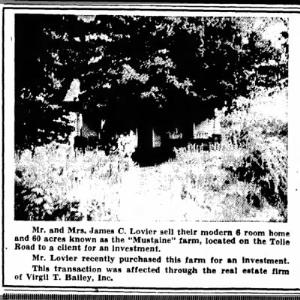 Mr. and Mrs. James C. Lovier sell their modern 6 room home
and 60 acres known as the "Mustaine" farm, located on the Tolle
Road to a client for an investment.
Mr. Lovier recently purchased this farm for an investment.
This transaction was affected through the real estate firm
of Virgil T. Bailey, Inc.